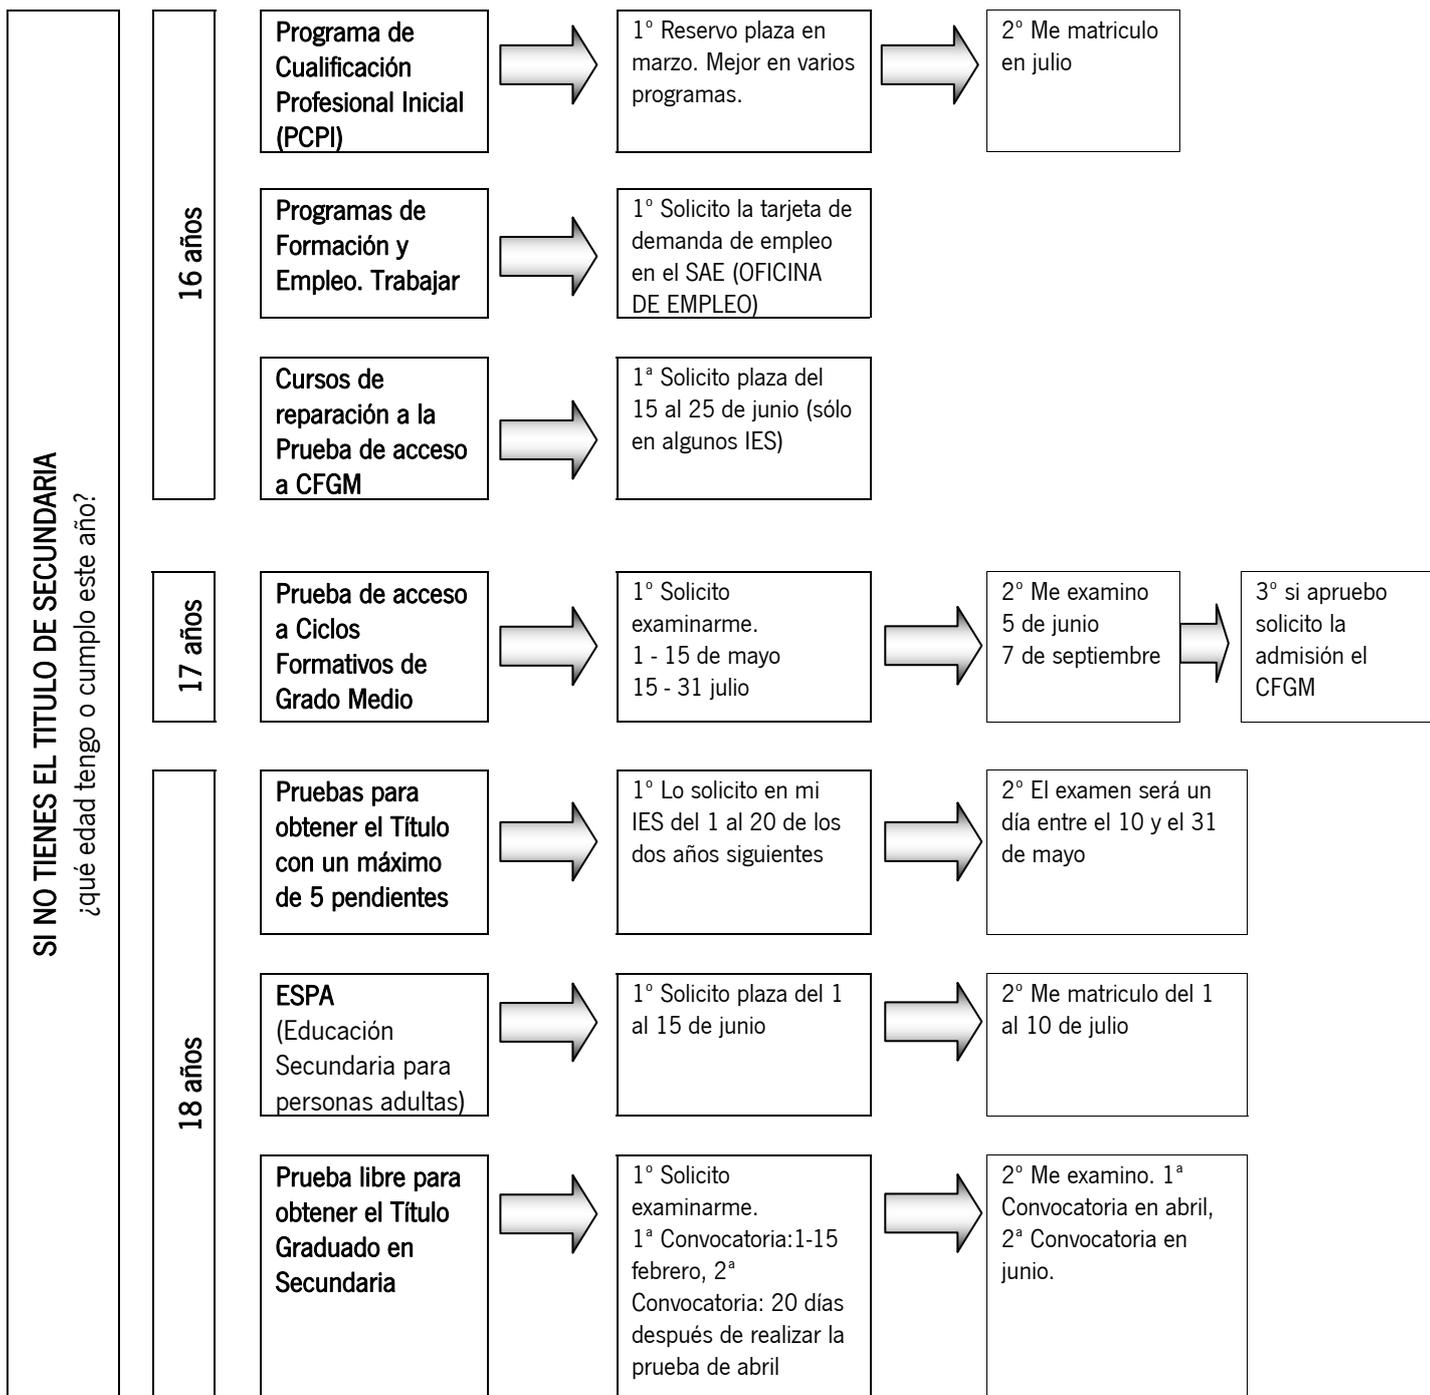 SI NO TIENES EL TITULO DE SECUNDARIA
¿qué edad tengo o cumplo este año?
16 años
Programa de
Cualificación
Profesional Inicial
(PCPI)
1º Reservo plaza en
marzo. Mejor en varios
programas.
2º Me matriculo
en julio
Programas de
Formación y
Empleo. Trabajar
1º Solicito la tarjeta de
demanda de empleo
en el SAE (OFICINA
DE EMPLEO)
Cursos de
reparación a la
Prueba de acceso
a CFGM
1ª Solicito plaza del
15 al 25 de junio (sólo
en algunos IES)
17 años
Prueba de acceso
a Ciclos
Formativos de
Grado Medio
1º Solicito
examinarme.
1 - 15 de mayo
15 - 31 julio
2º Me examino
5 de junio
7 de septiembre
3º si apruebo
solicito la
admisión el
CFGM
18 años
Pruebas para
obtener el Título
con un máximo
de 5 pendientes
1º Lo solicito en mi
IES del 1 al 20 de los
dos años siguientes
2º El examen será un
día entre el 10 y el 31
de mayo
ESPA
(Educación
Secundaria para
personas adultas)
1º Solicito plaza del 1
al 15 de junio
2º Me matriculo del 1
al 10 de julio
Prueba libre para
obtener el Título
Graduado en
Secundaria
1º Solicito
examinarme.
1ª Convocatoria:1-15
febrero, 2ª
Convocatoria: 20 días
después de realizar la
prueba de abril
2º Me examino. 1ª
Convocatoria en abril,
2ª Convocatoria en
junio.